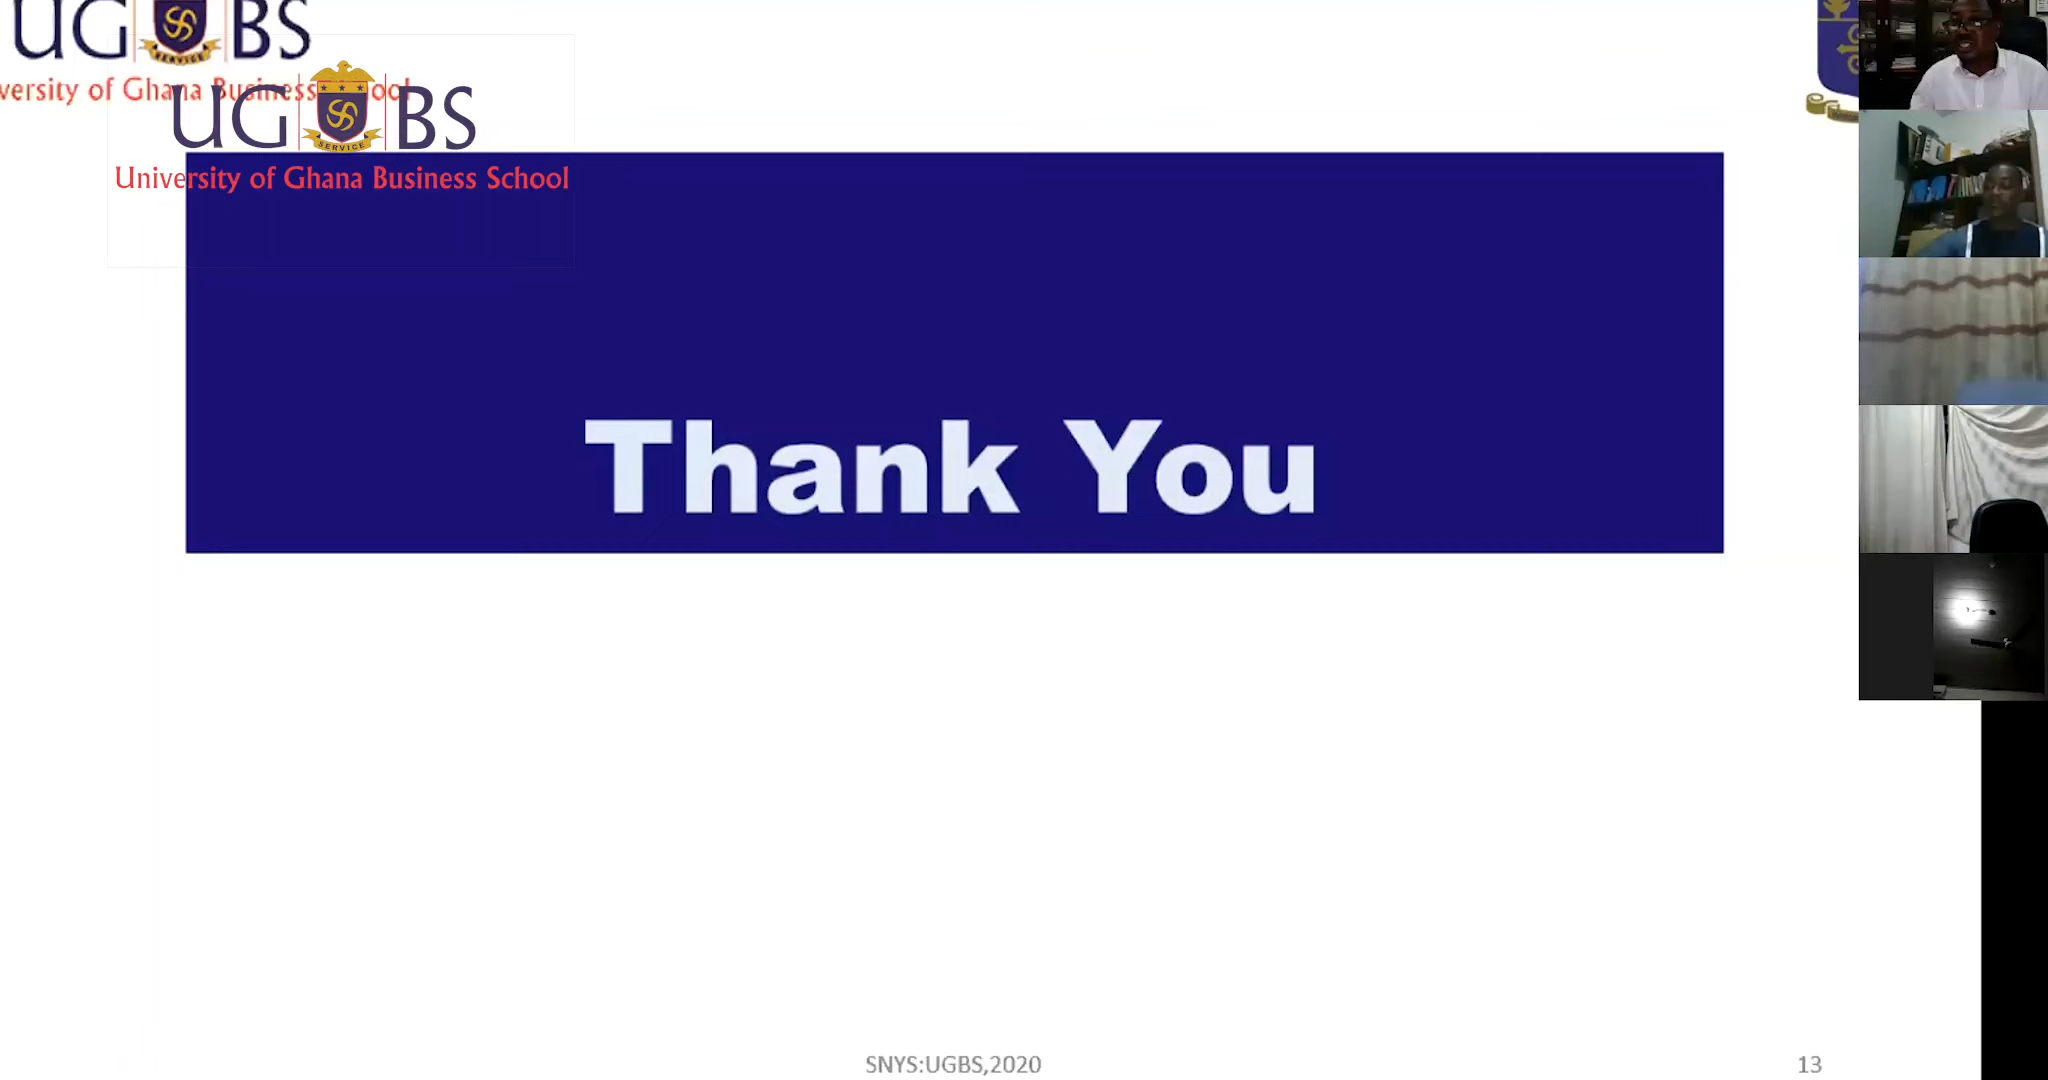 UG BS
versity of Ghana Business School
UG BS
SERVICE
University of Ghana Business School
Thank You
SNYS:UGBS,2020
13